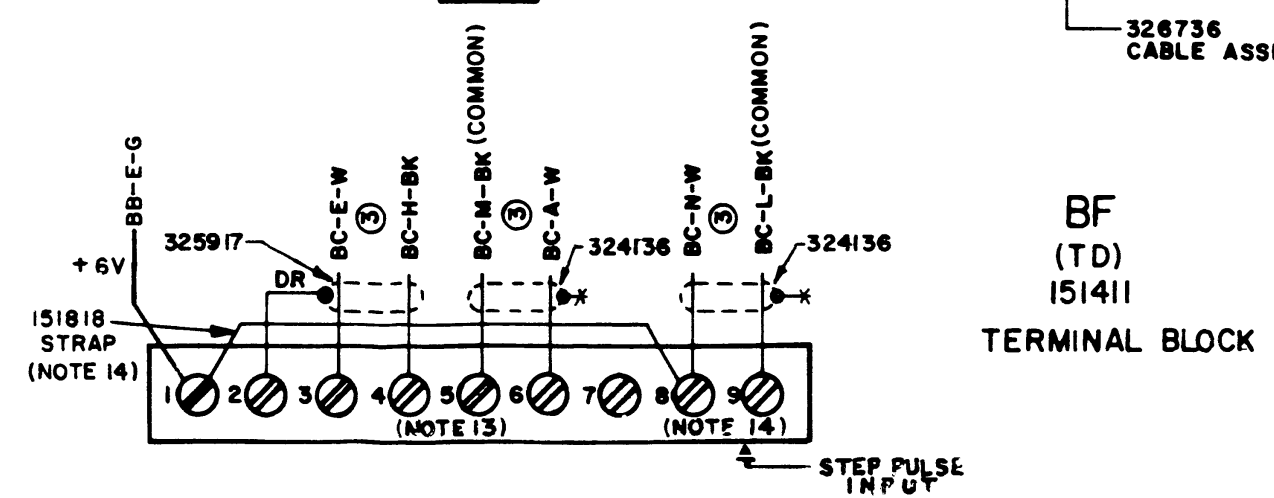 326736
CABLE ASS
BB-E-G
BC-E-W
3
BC-H-BK
BC-M-BK (COMMON)
3
BC-A-W
BC-N-W
3
BC-L-BK (COMMON)
+6V
325917
DR
324136
324136
151818
STRAP
(NOTE 14)
1 2 3 4 5 6 7 8 9
(NOTE 13) (NOTE 14)
STEP PULSE
INPUT
BF
(TD)
151411
TERMINAL BLOCK